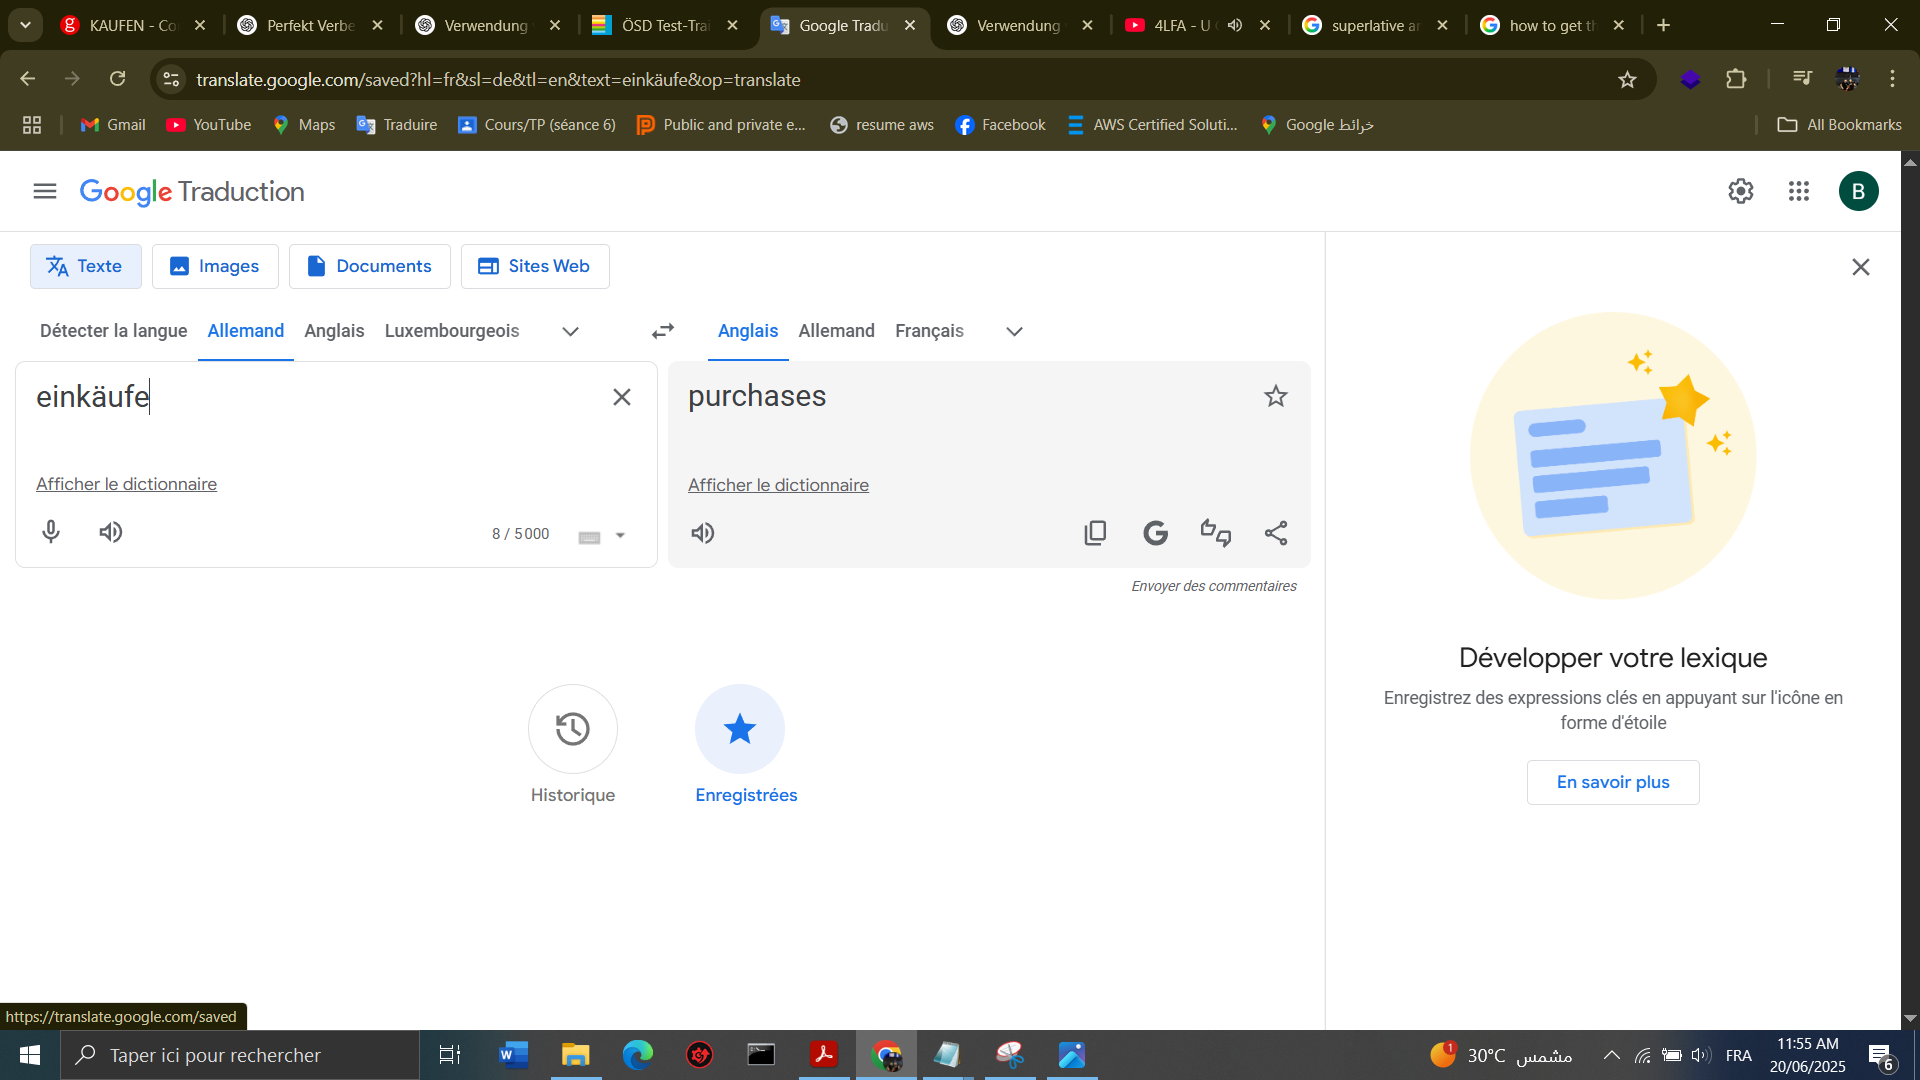 KAUFEN - Co
Perfekt Verbe
Verwendung
ÖSD Test-Trai
Google Tradu
Verwendung
4LFA - U
superlative ar
how to get th
translate.google.com/saved?hl=fr&sl=de&tl=en&text=einkäufe&op=translate
Gmail
YouTube
Maps
Traduire
Cours/TP (séance 6)
Public and private e...
resume aws
Facebook
AWS Certified Soluti...
خرائط Google
All Bookmarks
Google Traduction
B
Texte
Images
Documents
Sites Web
Détecter la langue
Allemand
Anglais
Luxembourgeois
Anglais
Allemand
Français
einkäufe
purchases
Afficher le dictionnaire
Afficher le dictionnaire
8 / 5 000
Envoyer des commentaires
Développer votre lexique
Enregistrez des expressions clés en appuyant sur l'icône en
forme d'étoile
En savoir plus
Historique
Enregistrées
https://translate.google.com/saved
Taper ici pour rechercher
1
30°C مشمس
FRA
11:55 AM
20/06/2025
6